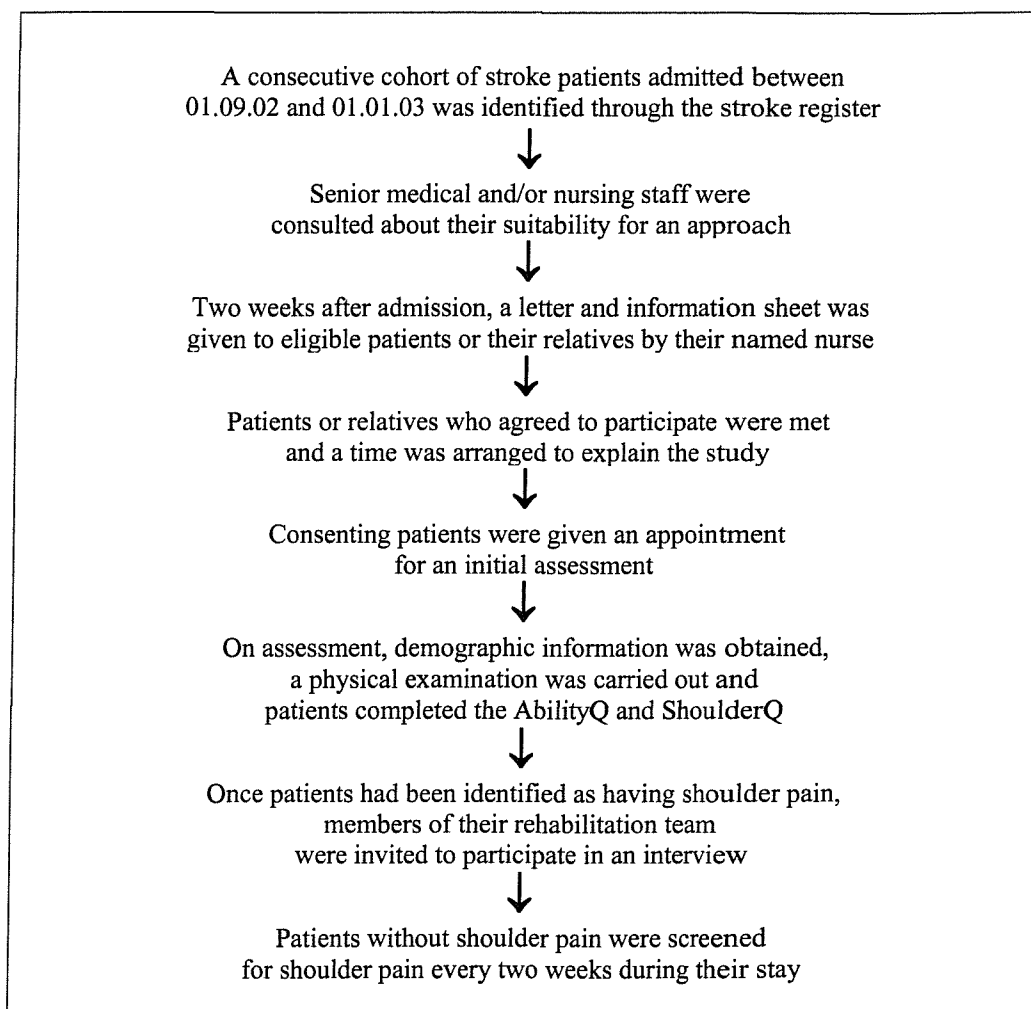 A consecutive cohort of stroke patients admitted between
01.09.02 and 01.01.03 was identified through the stroke register
Senior medical and/or nursing staff were
consulted about their suitability for an approach
Two weeks after admission, a letter and information sheet was
given to eligible patients or their relatives by their named nurse
Patients or relatives who agreed to participate were met
and a time was arranged to explain the study
Consenting patients were given an appointment
for an initial assessment
On assessment, demographic information was obtained,
a physical examination was carried out and
patients completed the AbilityQ and ShoulderQ
Once patients had been identified as having shoulder pain,
members of their rehabilitation team
were invited to participate in an interview
Patients without shoulder pain were screened
for shoulder pain every two weeks during their stay